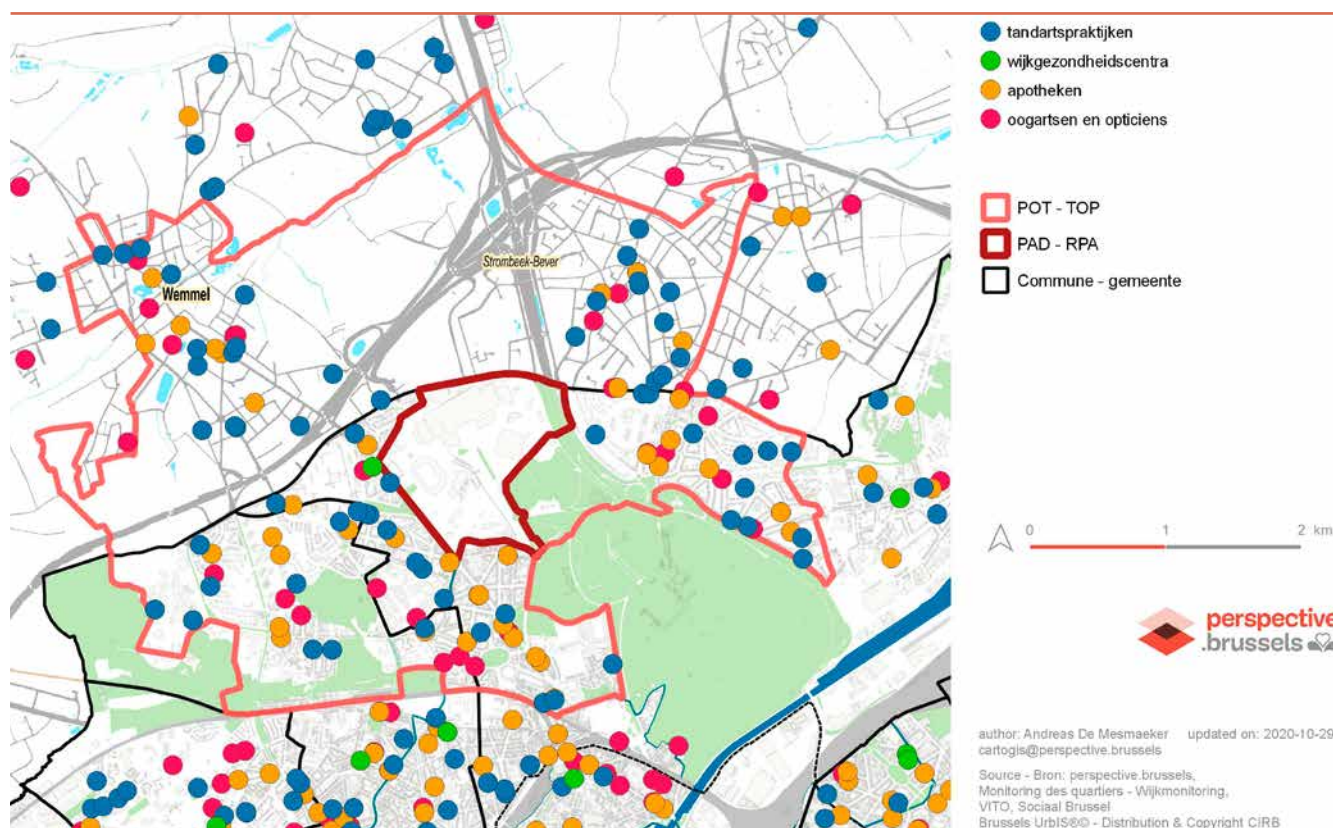 tandartspraktijken
wijkgezondheidscentra
apotheken
oogartsen en opticiens
POT - TOP
PAD - RPA
Commune - gemeente
Strombeek-Bever
Wemmel
0 1 2 km
perspective
.brussels
author: Andreas De Mesmaeker updated on: 2020-10-29
cartogis@perspective.brussels
Source - Bron: perspective.brussels,
Monitoring des quartiers - Wijkmonitoring,
VITO, Sociaal Brussel
Brussels UrbIS®© - Distribution & Copyright CIRB